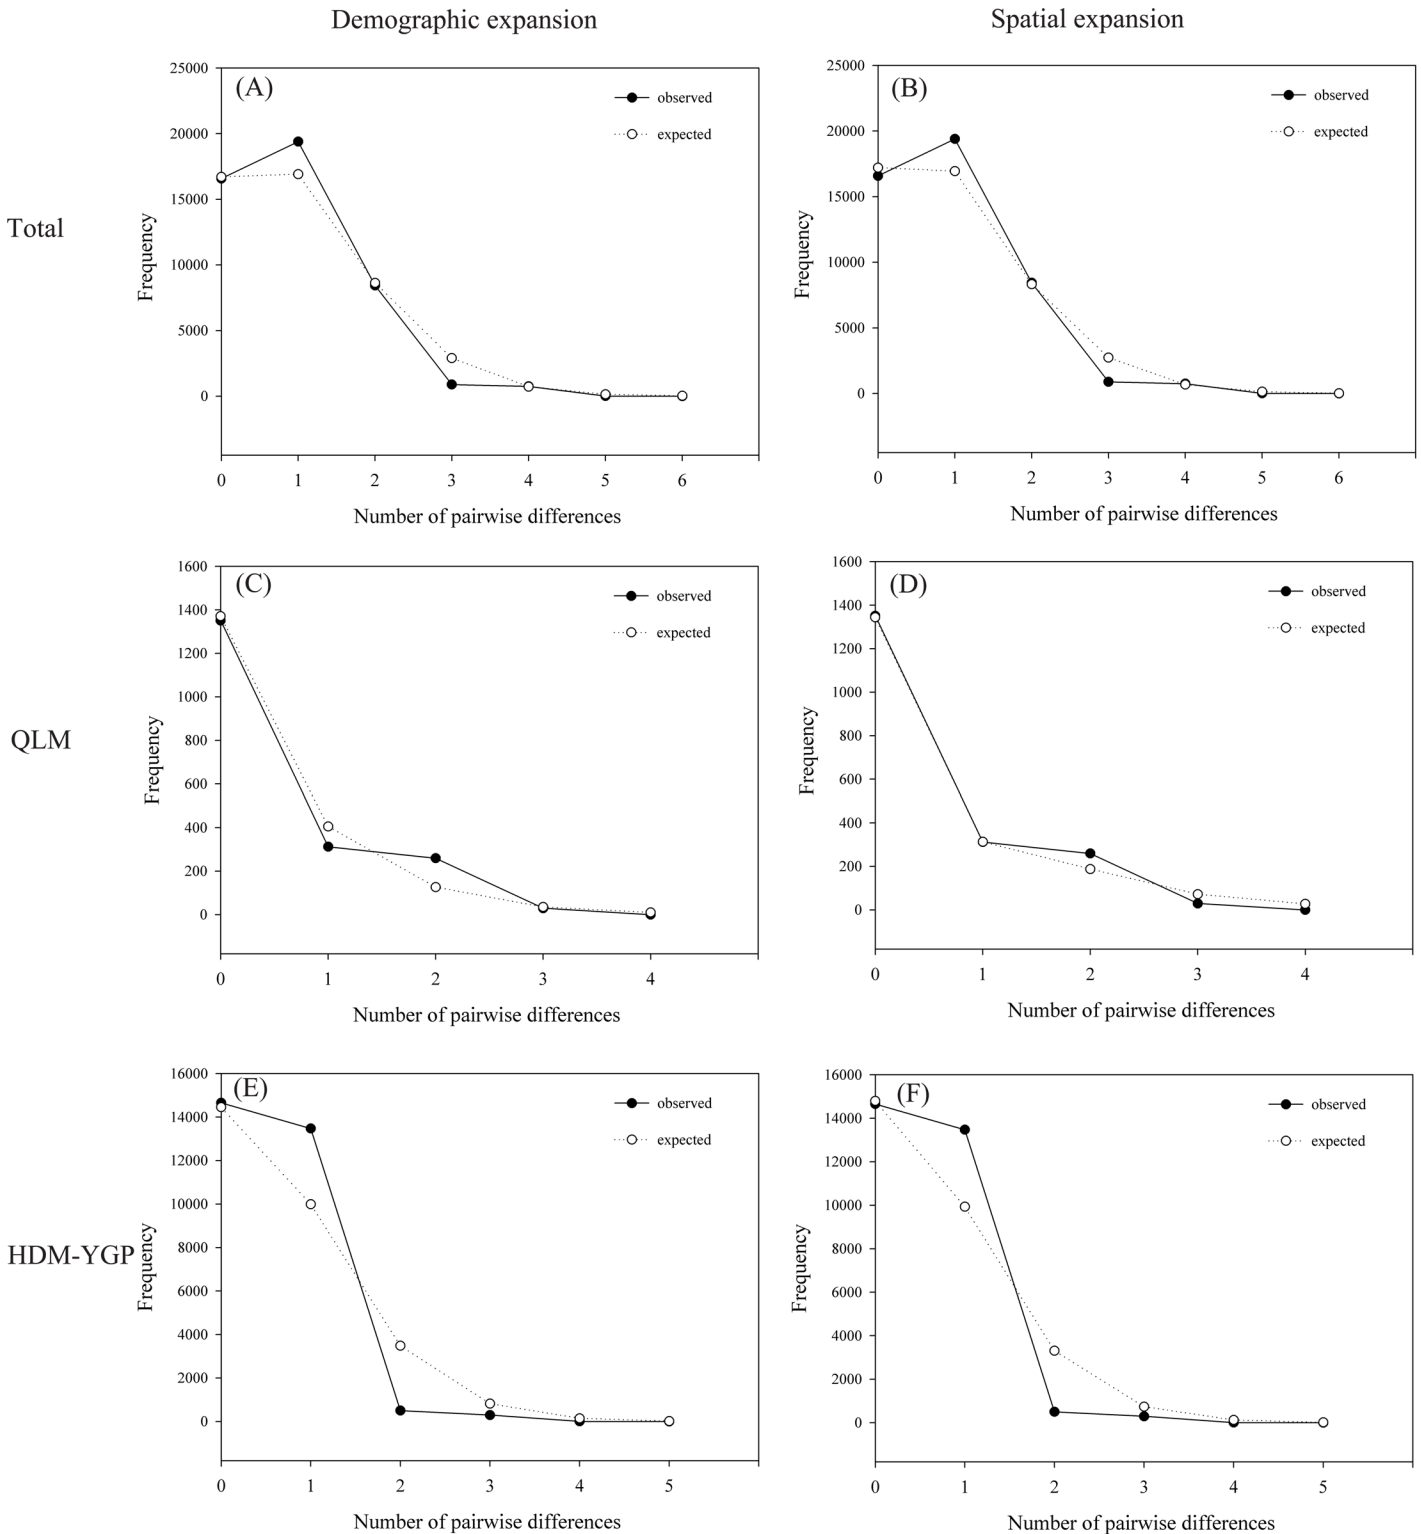 Demographic expansion
Spatial expansion
Total
(A)
observed
expected
25000
20000
15000
10000
5000
0
Frequency
0 1 2 3 4 5 6
Number of pairwise differences
(B)
observed
expected
25000
20000
15000
10000
5000
0
Frequency
0 1 2 3 4 5 6
Number of pairwise differences
QLM
(C)
observed
expected
1600
1400
1200
1000
800
600
400
200
0
Frequency
0 1 2 3 4
Number of pairwise differences
(D)
observed
expected
1600
1400
1200
1000
800
600
400
200
0
Frequency
0 1 2 3 4
Number of pairwise differences
HDM-YGP
(E)
observed
expected
16000
14000
12000
10000
8000
6000
4000
2000
0
Frequency
0 1 2 3 4 5
Number of pairwise differences
(F)
observed
expected
16000
14000
12000
10000
8000
6000
4000
2000
0
Frequency
0 1 2 3 4 5
Number of pairwise differences